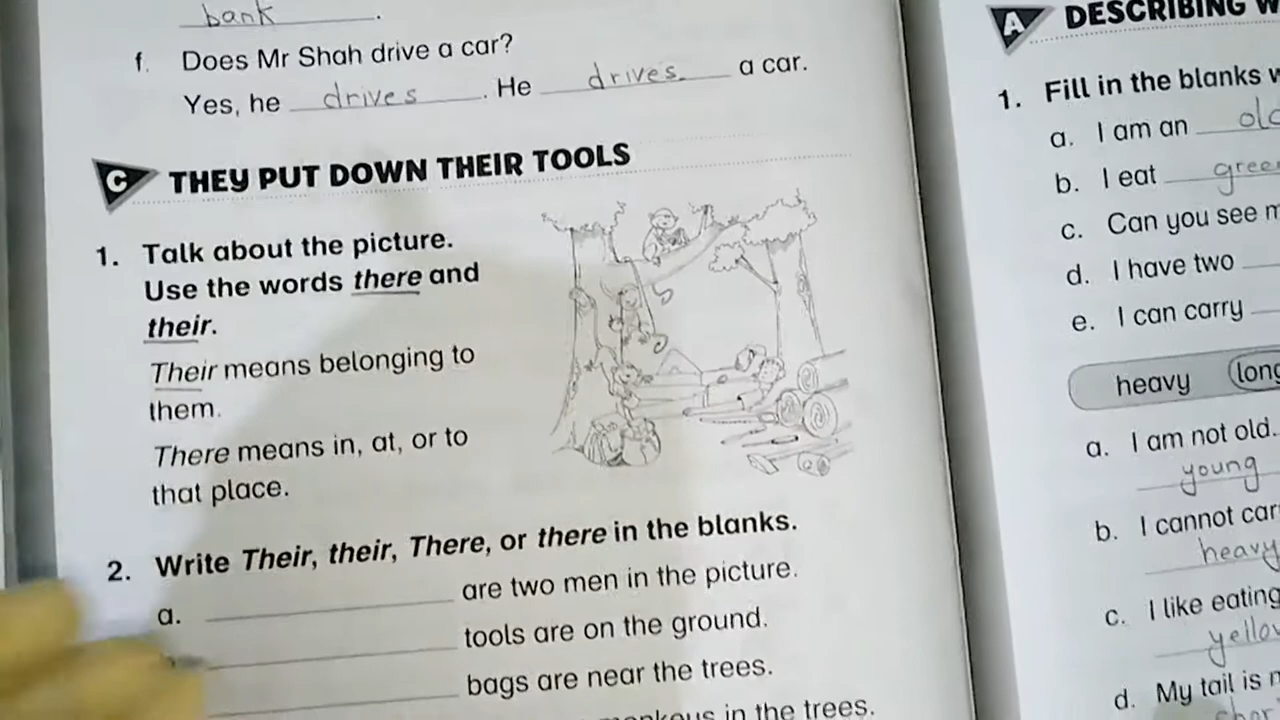 bank.
f. Does Mr Shah drive a car?
Yes, he drives. He drives a car.
C THEY PUT DOWN THEIR TOOLS
1. Talk about the picture.
Use the words there and
their.
Their means belonging to
them.
There means in, at, or to
that place.
2. Write Their, their, There, or there in the blanks.
a. are two men in the picture.
tools are on the ground.
bags are near the trees.
in the trees.
A DESCRIBING
1. Fill in the blanks
a. I am an
b. I eat
c. Can you see
d. I have two
e. I can carry
heavy
a. I am not old.
young
b. I cannot
heavy
c. I like eating
d. My tail is